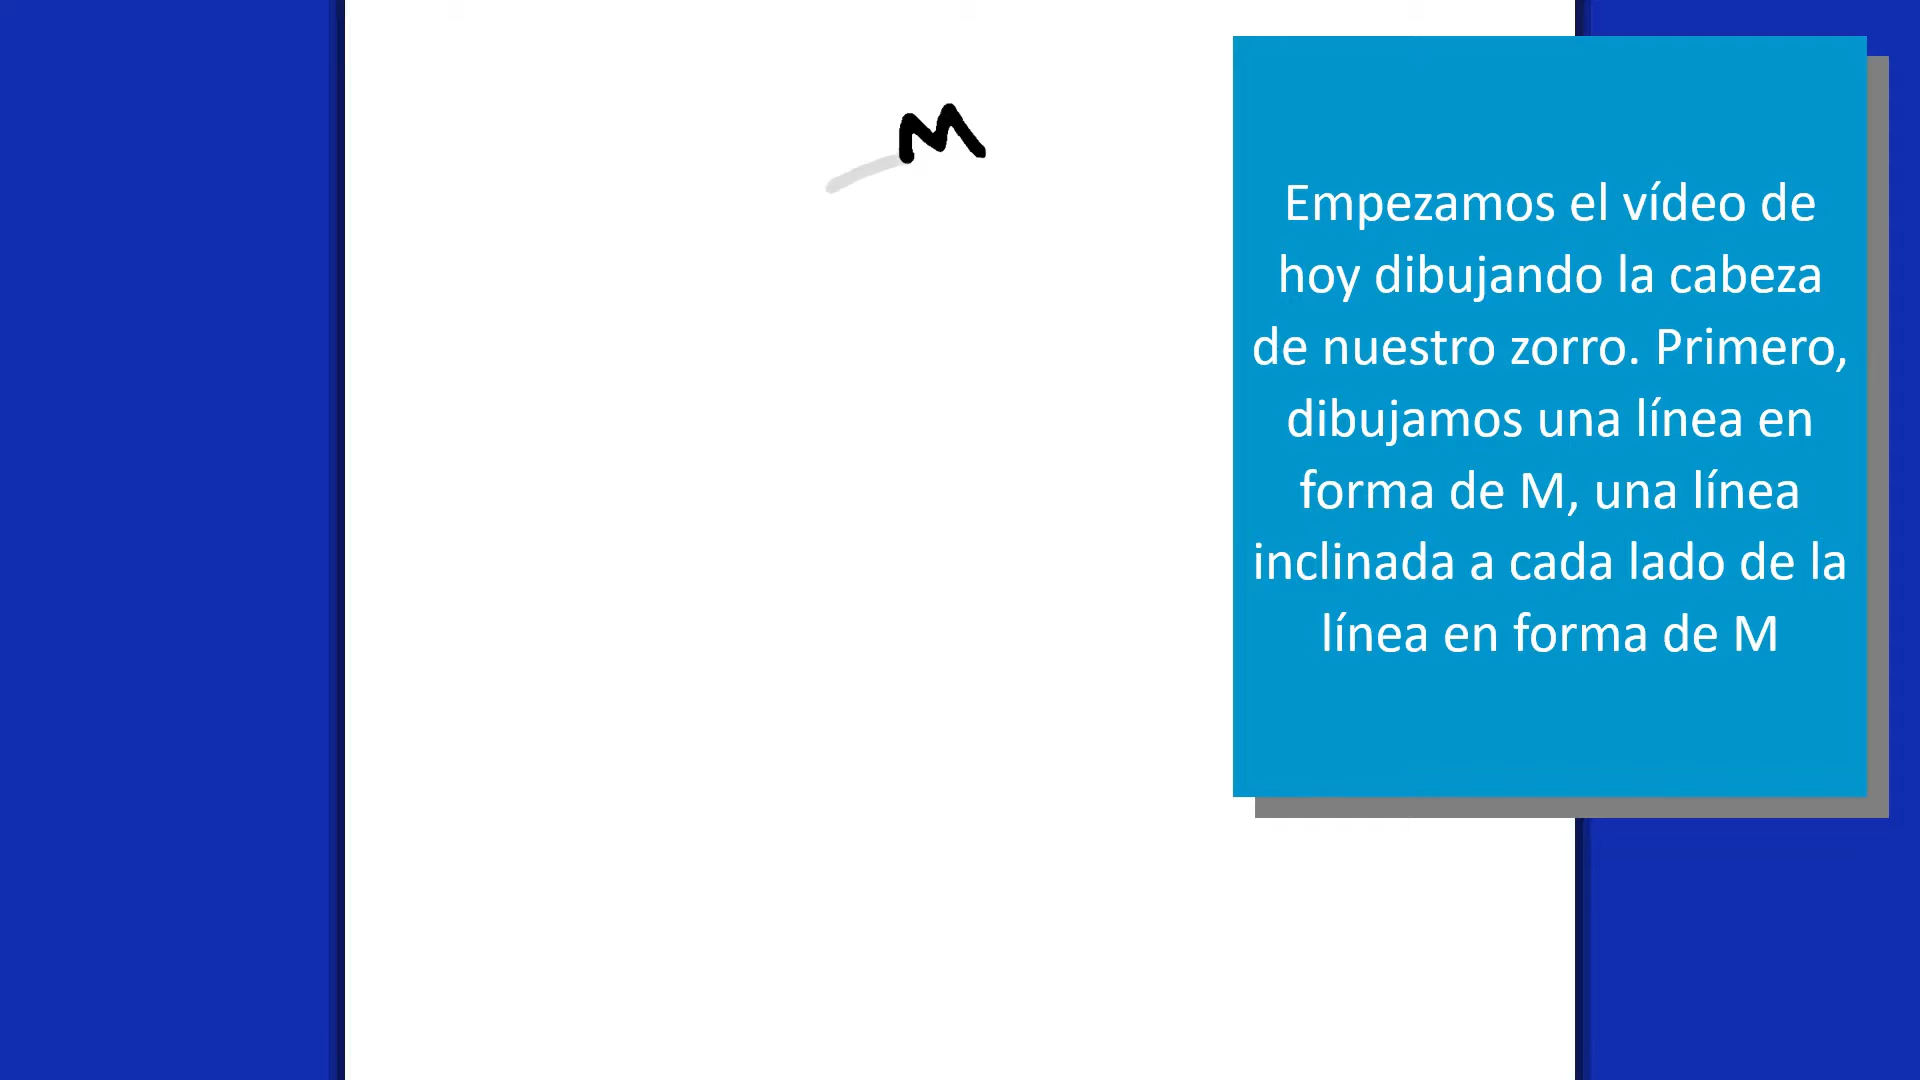 Empezamos el vídeo de
hoy dibujando la cabeza
de nuestro zorro. Primero,
dibujamos una línea en
forma de M, una línea
inclinada a cada lado de la
línea en forma de M